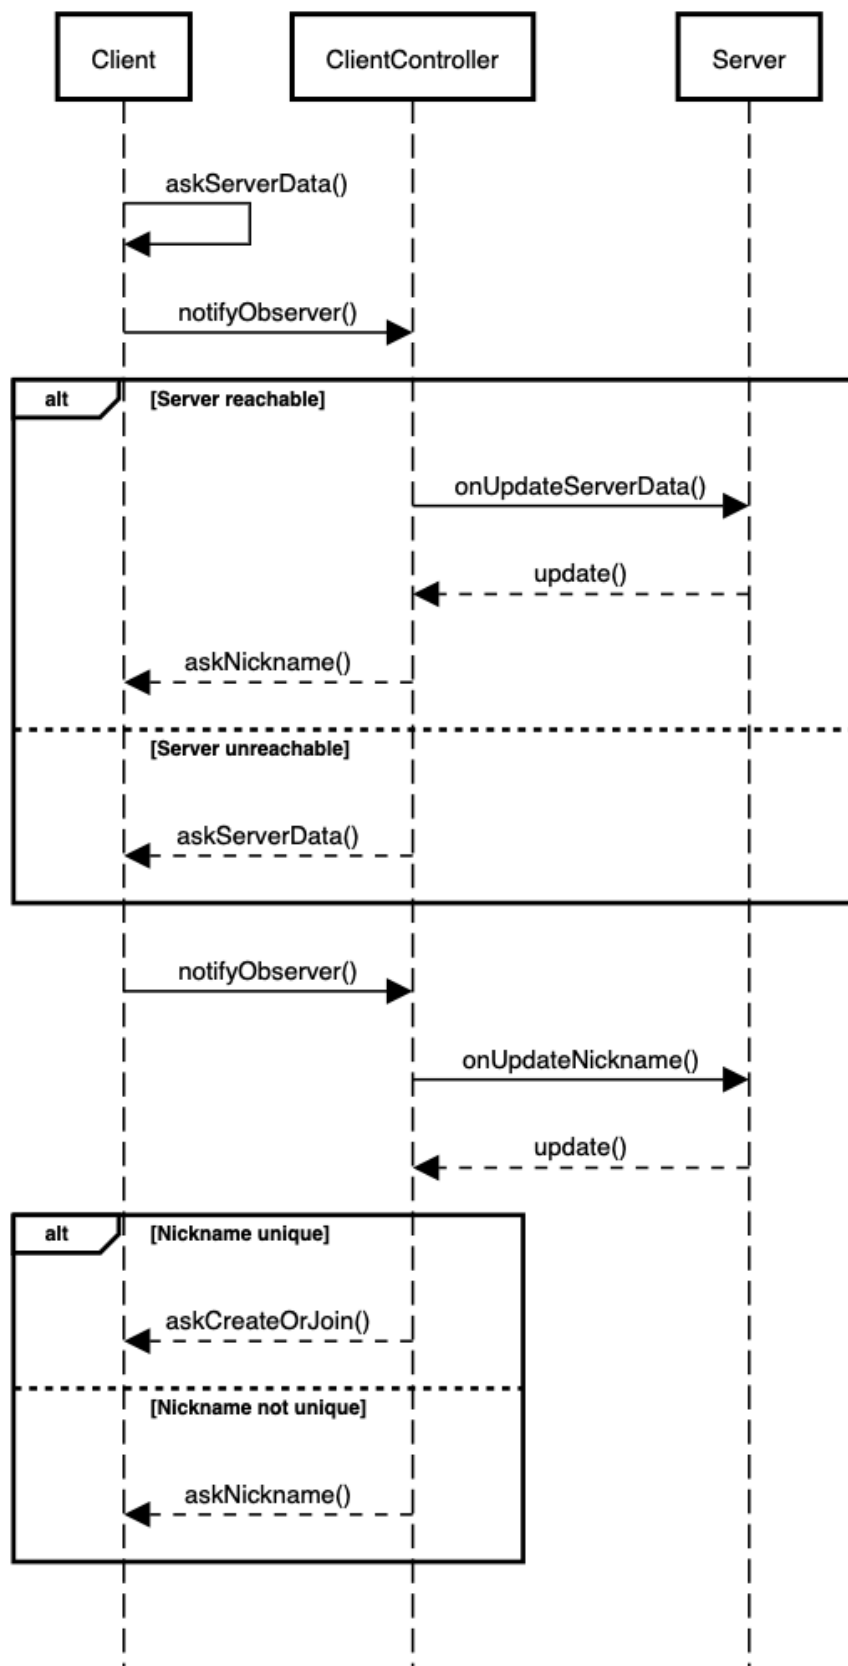 Client
ClientController
Server
askServerData()
notifyObserver()
alt
[Server reachable]
onUpdateServerData()
update()
askNickname()
[Server unreachable]
askServerData()
notifyObserver()
onUpdateNickname()
update()
alt
[Nickname unique]
askCreateOrJoin()
[Nickname not unique]
askNickname()